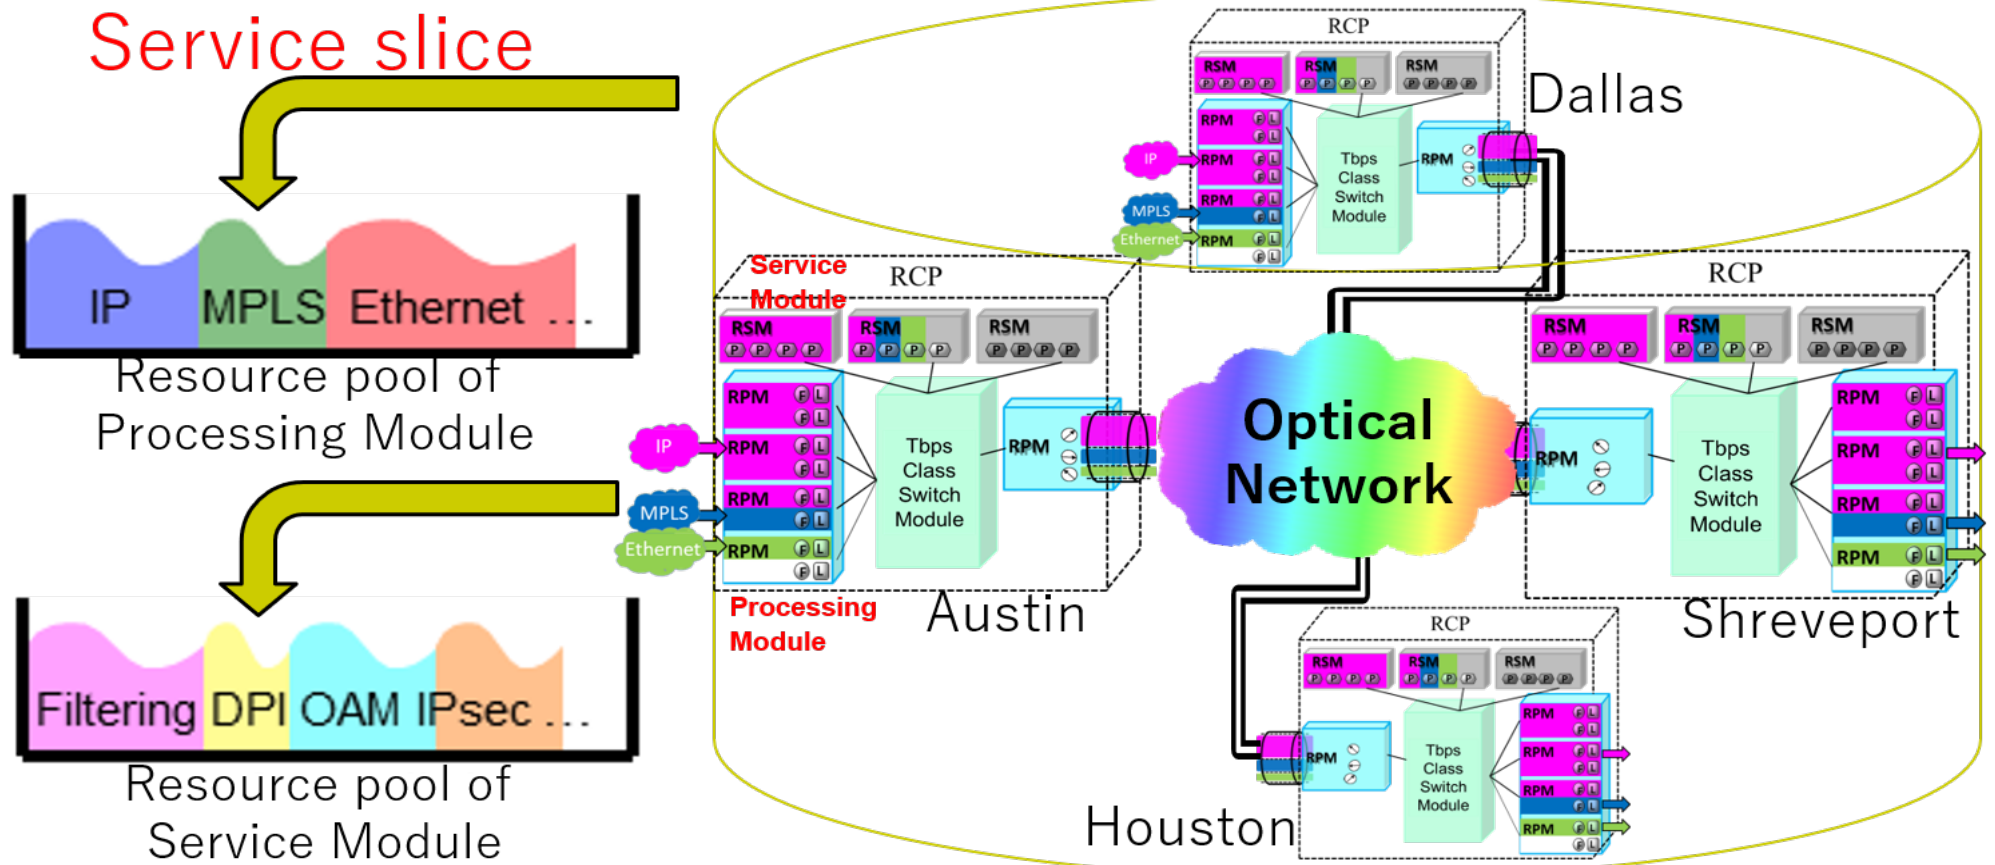 Service slice
IP MPLS Ethernet ...
Resource pool of
Processing Module
Filtering DPI OAM IPsec ...
Resource pool of
Service Module
RCP
Dallas
RSM RSM RSM
P P P P P P P P P P P P
RPM F L
F L
IP
RPM F L
F L
MPLS
RPM F L
F L
Ethernet
RPM F L
F L
Tbps
Class
Switch
Module
RPM
Service
Module
RCP
RSM RSM RSM
P P P P P P P P P P P P
RPM F L
F L
IP
RPM F L
F L
MPLS
RPM F L
F L
Ethernet
RPM F L
F L
Tbps
Class
Switch
Module
RPM
Processing
Module
Austin
Optical
Network
RCP
RSM RSM RSM
P P P P P P P P P P P P
RPM
Tbps
Class
Switch
Module
RPM F L
F L
RPM F L
F L
RPM F L
F L
RPM F L
F L
Shreveport
RCP
RSM RSM RSM
P P P P P P P P P P P P
RPM
Tbps
Class
Switch
Module
RPM F L
F L
RPM F L
F L
RPM F L
F L
RPM F L
F L
Houston